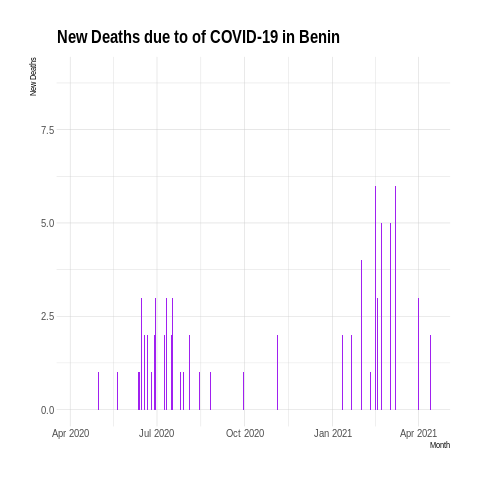 New Deaths due to of COVID-19 in Benin
New Deaths
7.5
5.0
2.5
0.0
Apr 2020 Jul 2020 Oct 2020 Jan 2021 Apr 2021
Month